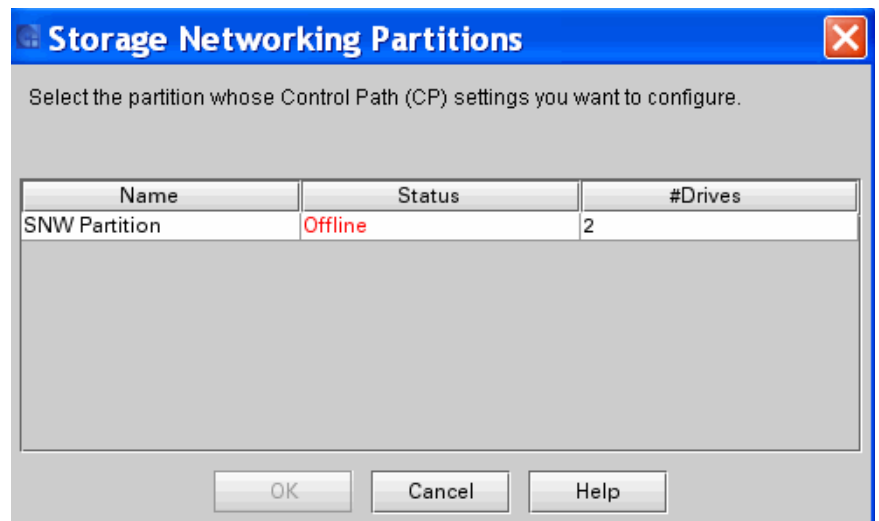 Storage Networking Partitions
Select the partition whose Control Path (CP) settings you want to configure.
Name Status #Drives
SNW Partition Offline 2
OK Cancel Help